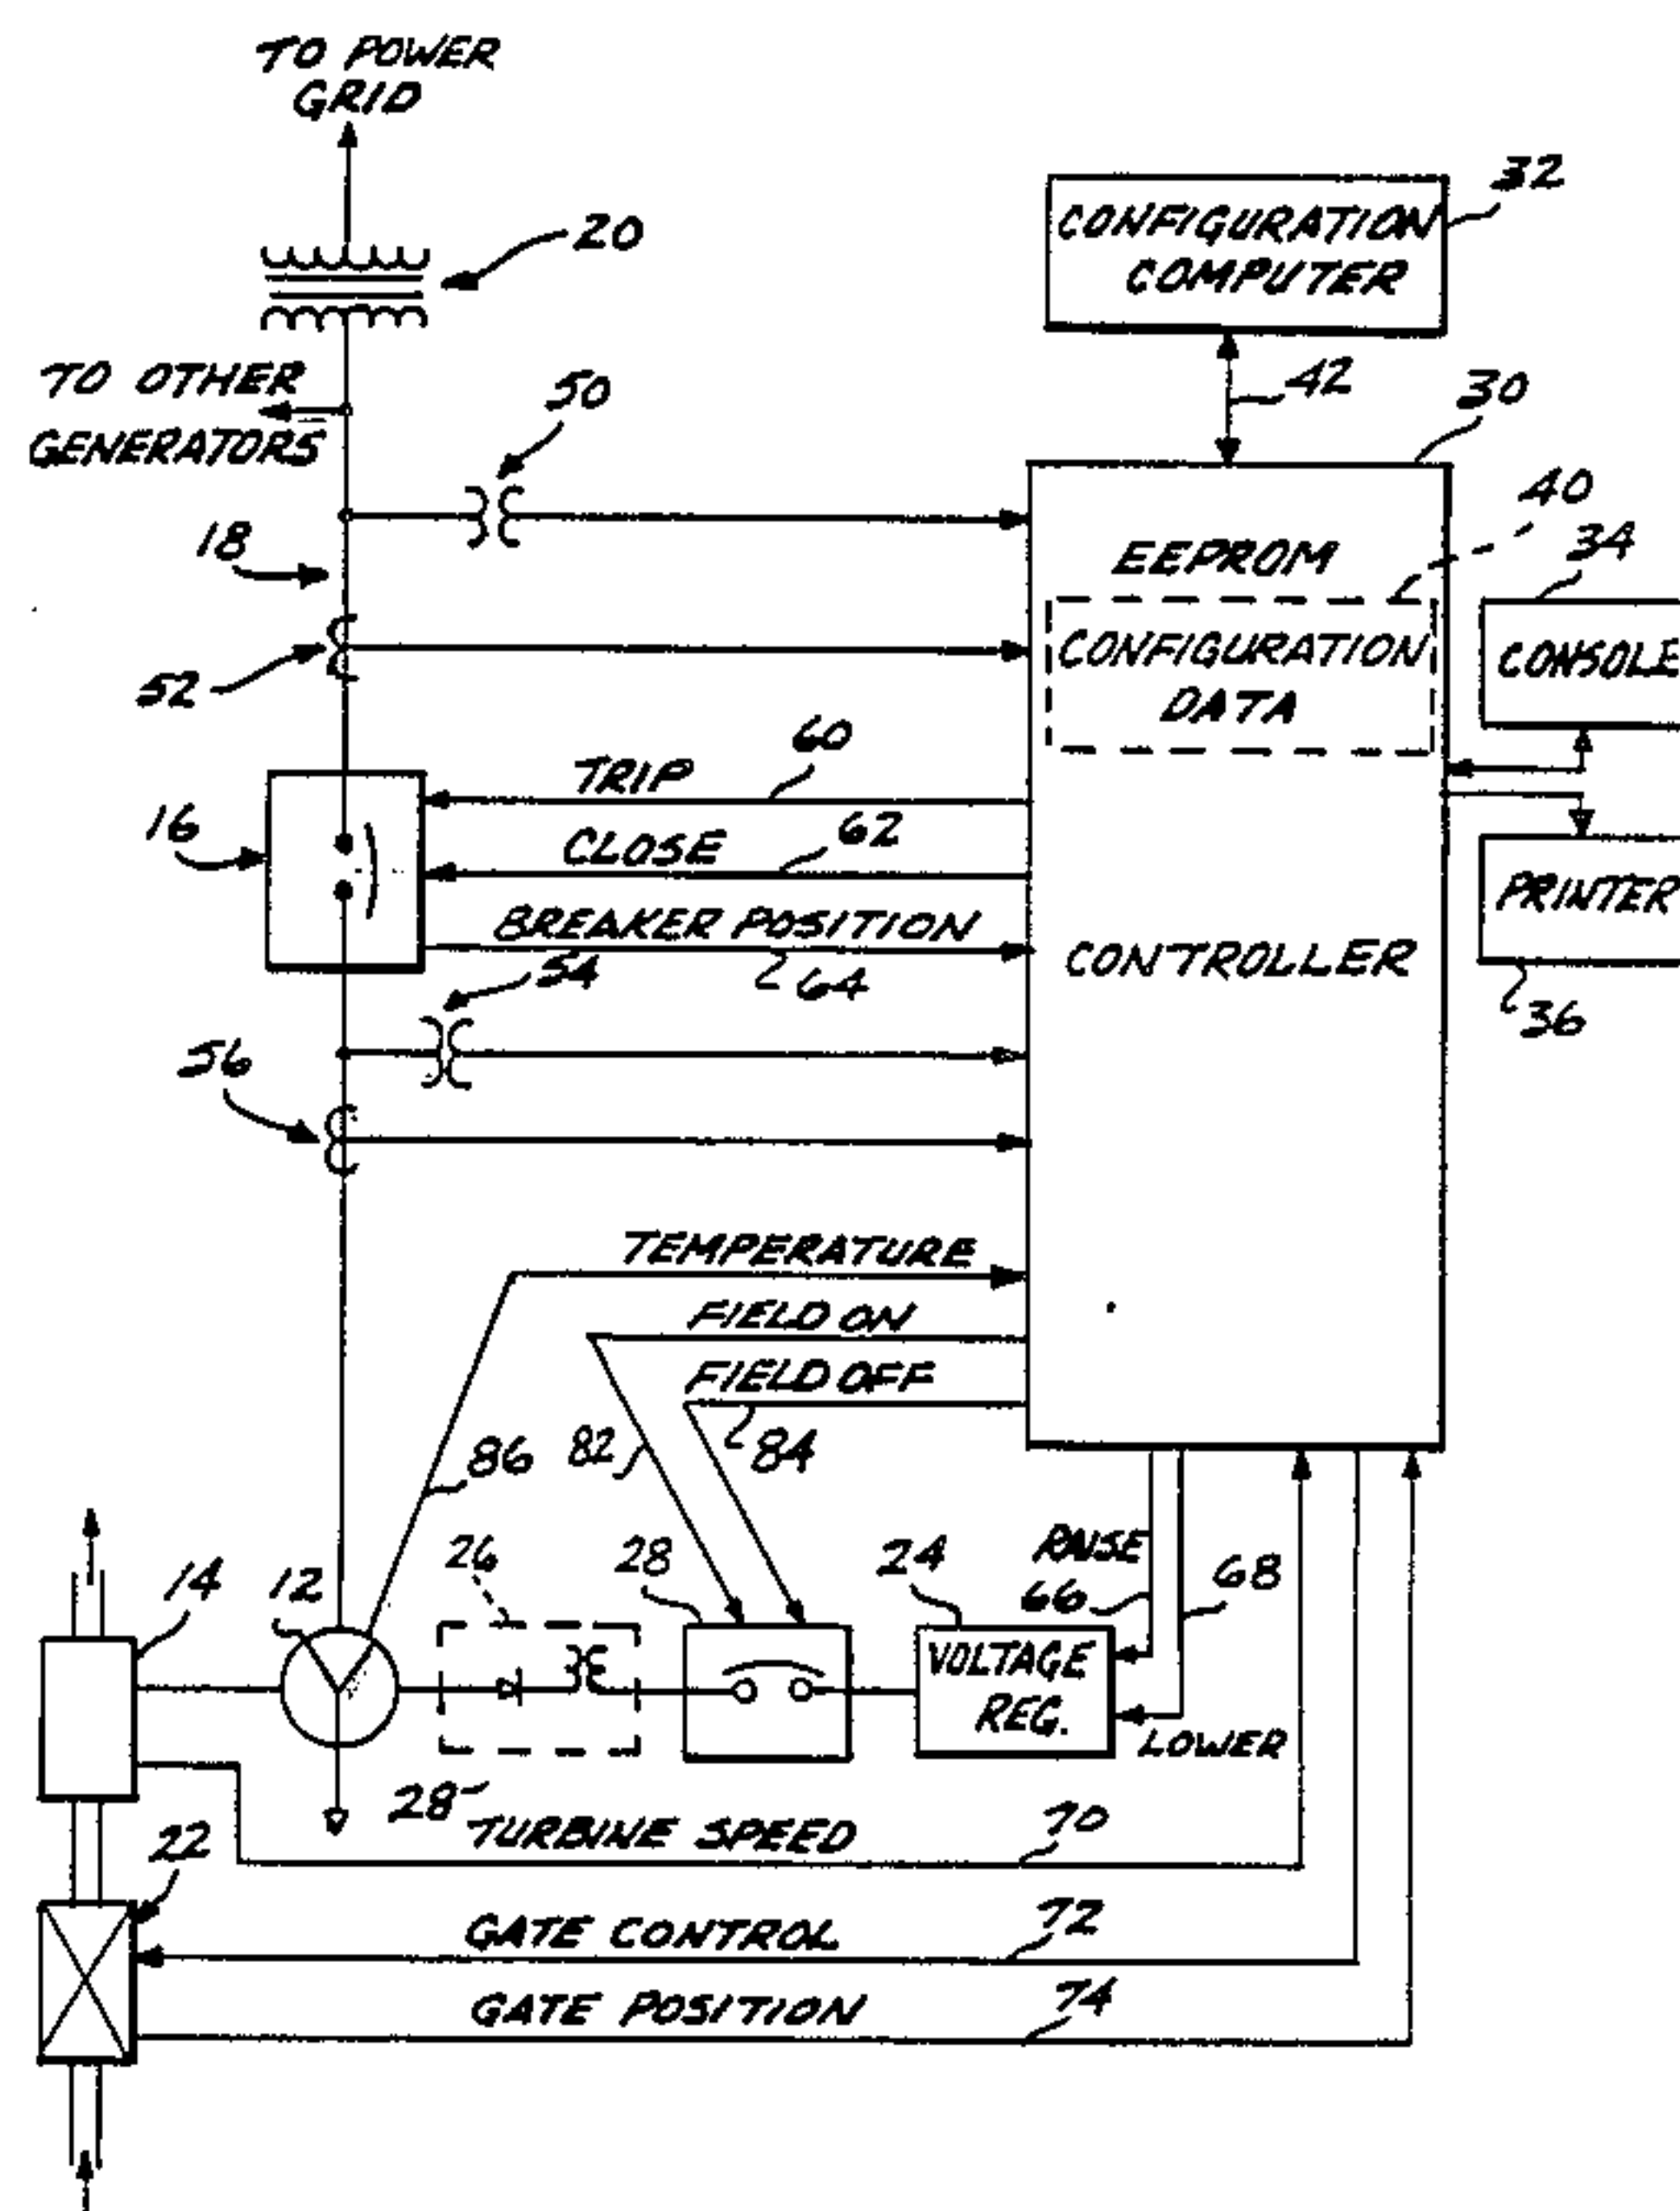 TO POWER
GRID
20
32
CONFIGURATION
COMPUTER
42
30
TO OTHER
GENERATORS
50
40
34
18
EEPROM
CONFIGURATION
DATA
CONSOLE
52
TRIP
60
16
CLOSE
62
BREAKER POSITION
64
CONTROLLER
PRINTER
36
54
56
TEMPERATURE
FIELD ON
FIELD OFF
82
84
86
14
12
26
28
24
RAISE
66
68
VOLTAGE
REG.
LOWER
28
TURBINE SPEED
70
22
GATE CONTROL
72
GATE POSITION
74